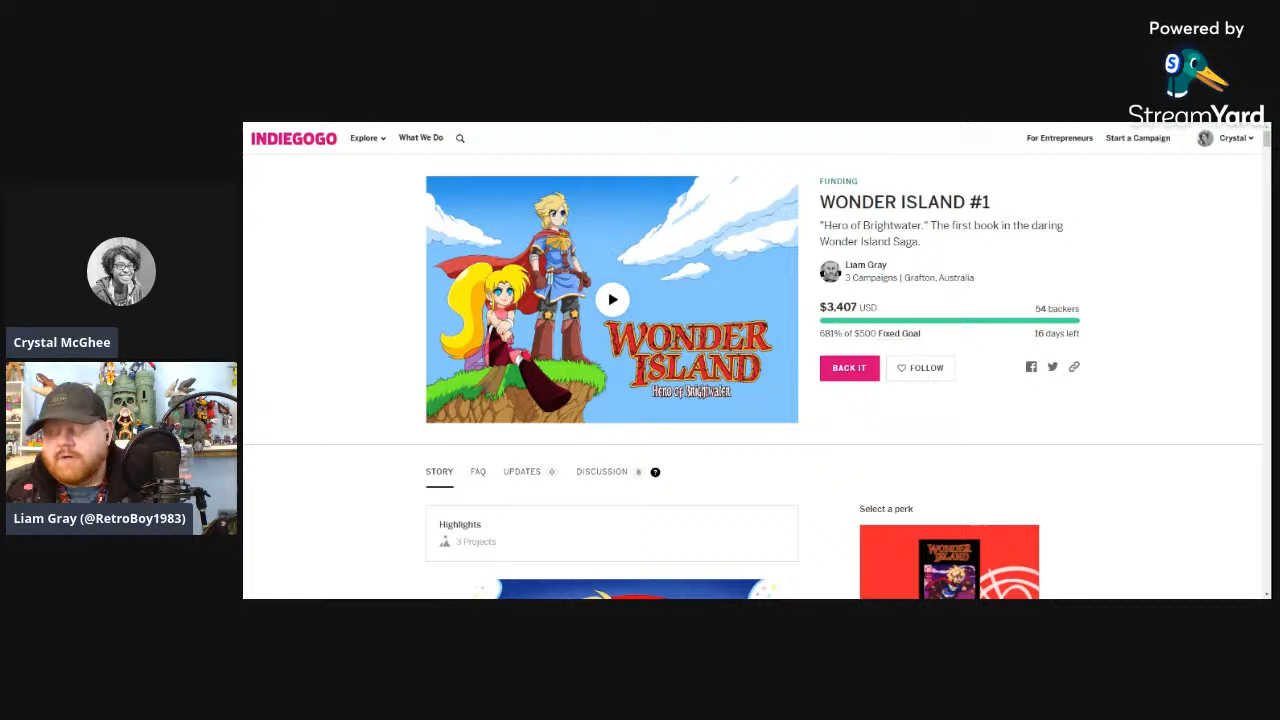 Powered by
StreamYard
INDIEGOGO
Explore
What We Do
For Entrepreneurs
Start a Campaign
Crystal
FUNDING
WONDER ISLAND #1
"Hero of Brightwater." The first book in the daring
Wonder Island Saga.
Liam Gray
3 Campaigns | Grafton, Australia
$3,407 USD
54 backers
681% of $500 Fixed Goal
16 days left
BACK IT
FOLLOW
WONDER
ISLAND
Hero of Brightwater
Crystal McGhee
Liam Gray (@RetroBoy1983)
STORY
FAQ
UPDATES 0
DISCUSSION 8 ?
Highlights
3 Projects
Select a perk
WONDER
ISLAND